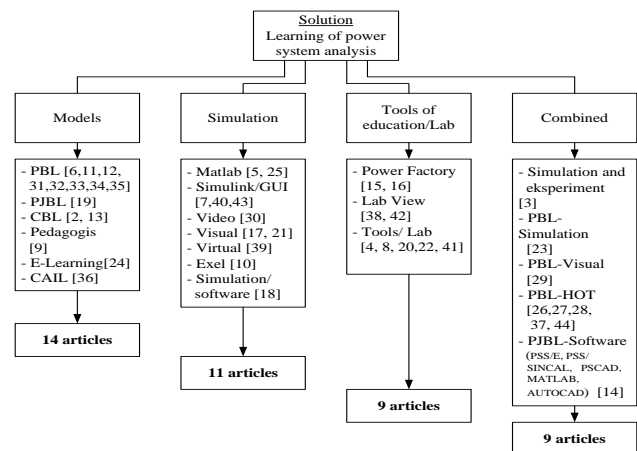 Solution
Learning of power
system analysis
Models
- PBL [6,11,12,
31,32,33,34,35]
- PJBL [19]
- CBL [2, 13]
- Pedagogis
[9]
- E-Learning[24]
- CAIL [36]
14 articles
Simulation
- Matlab [5, 25]
- Simulink/GUI
[7,40,43]
- Video [30]
- Visual [17, 21]
- Virtual [39]
- Exel [10]
- Simulation/
software [18]
11 articles
Tools of
education/Lab
- Power Factory
[15, 16]
- Lab View
[38, 42]
- Tools/ Lab
[4, 8, 20,22, 41]
9 articles
Combined
- Simulation and
eksperiment
[3]
- PBL-
Simulation
[23]
- PBL-Visual
[29]
- PBL-HOT
[26,27,28,
37, 44]
- PJBL-Software
(PSS/E, PSS/
SINCAL, PSCAD,
MATLAB,
AUTOCAD) [14]
9 articles